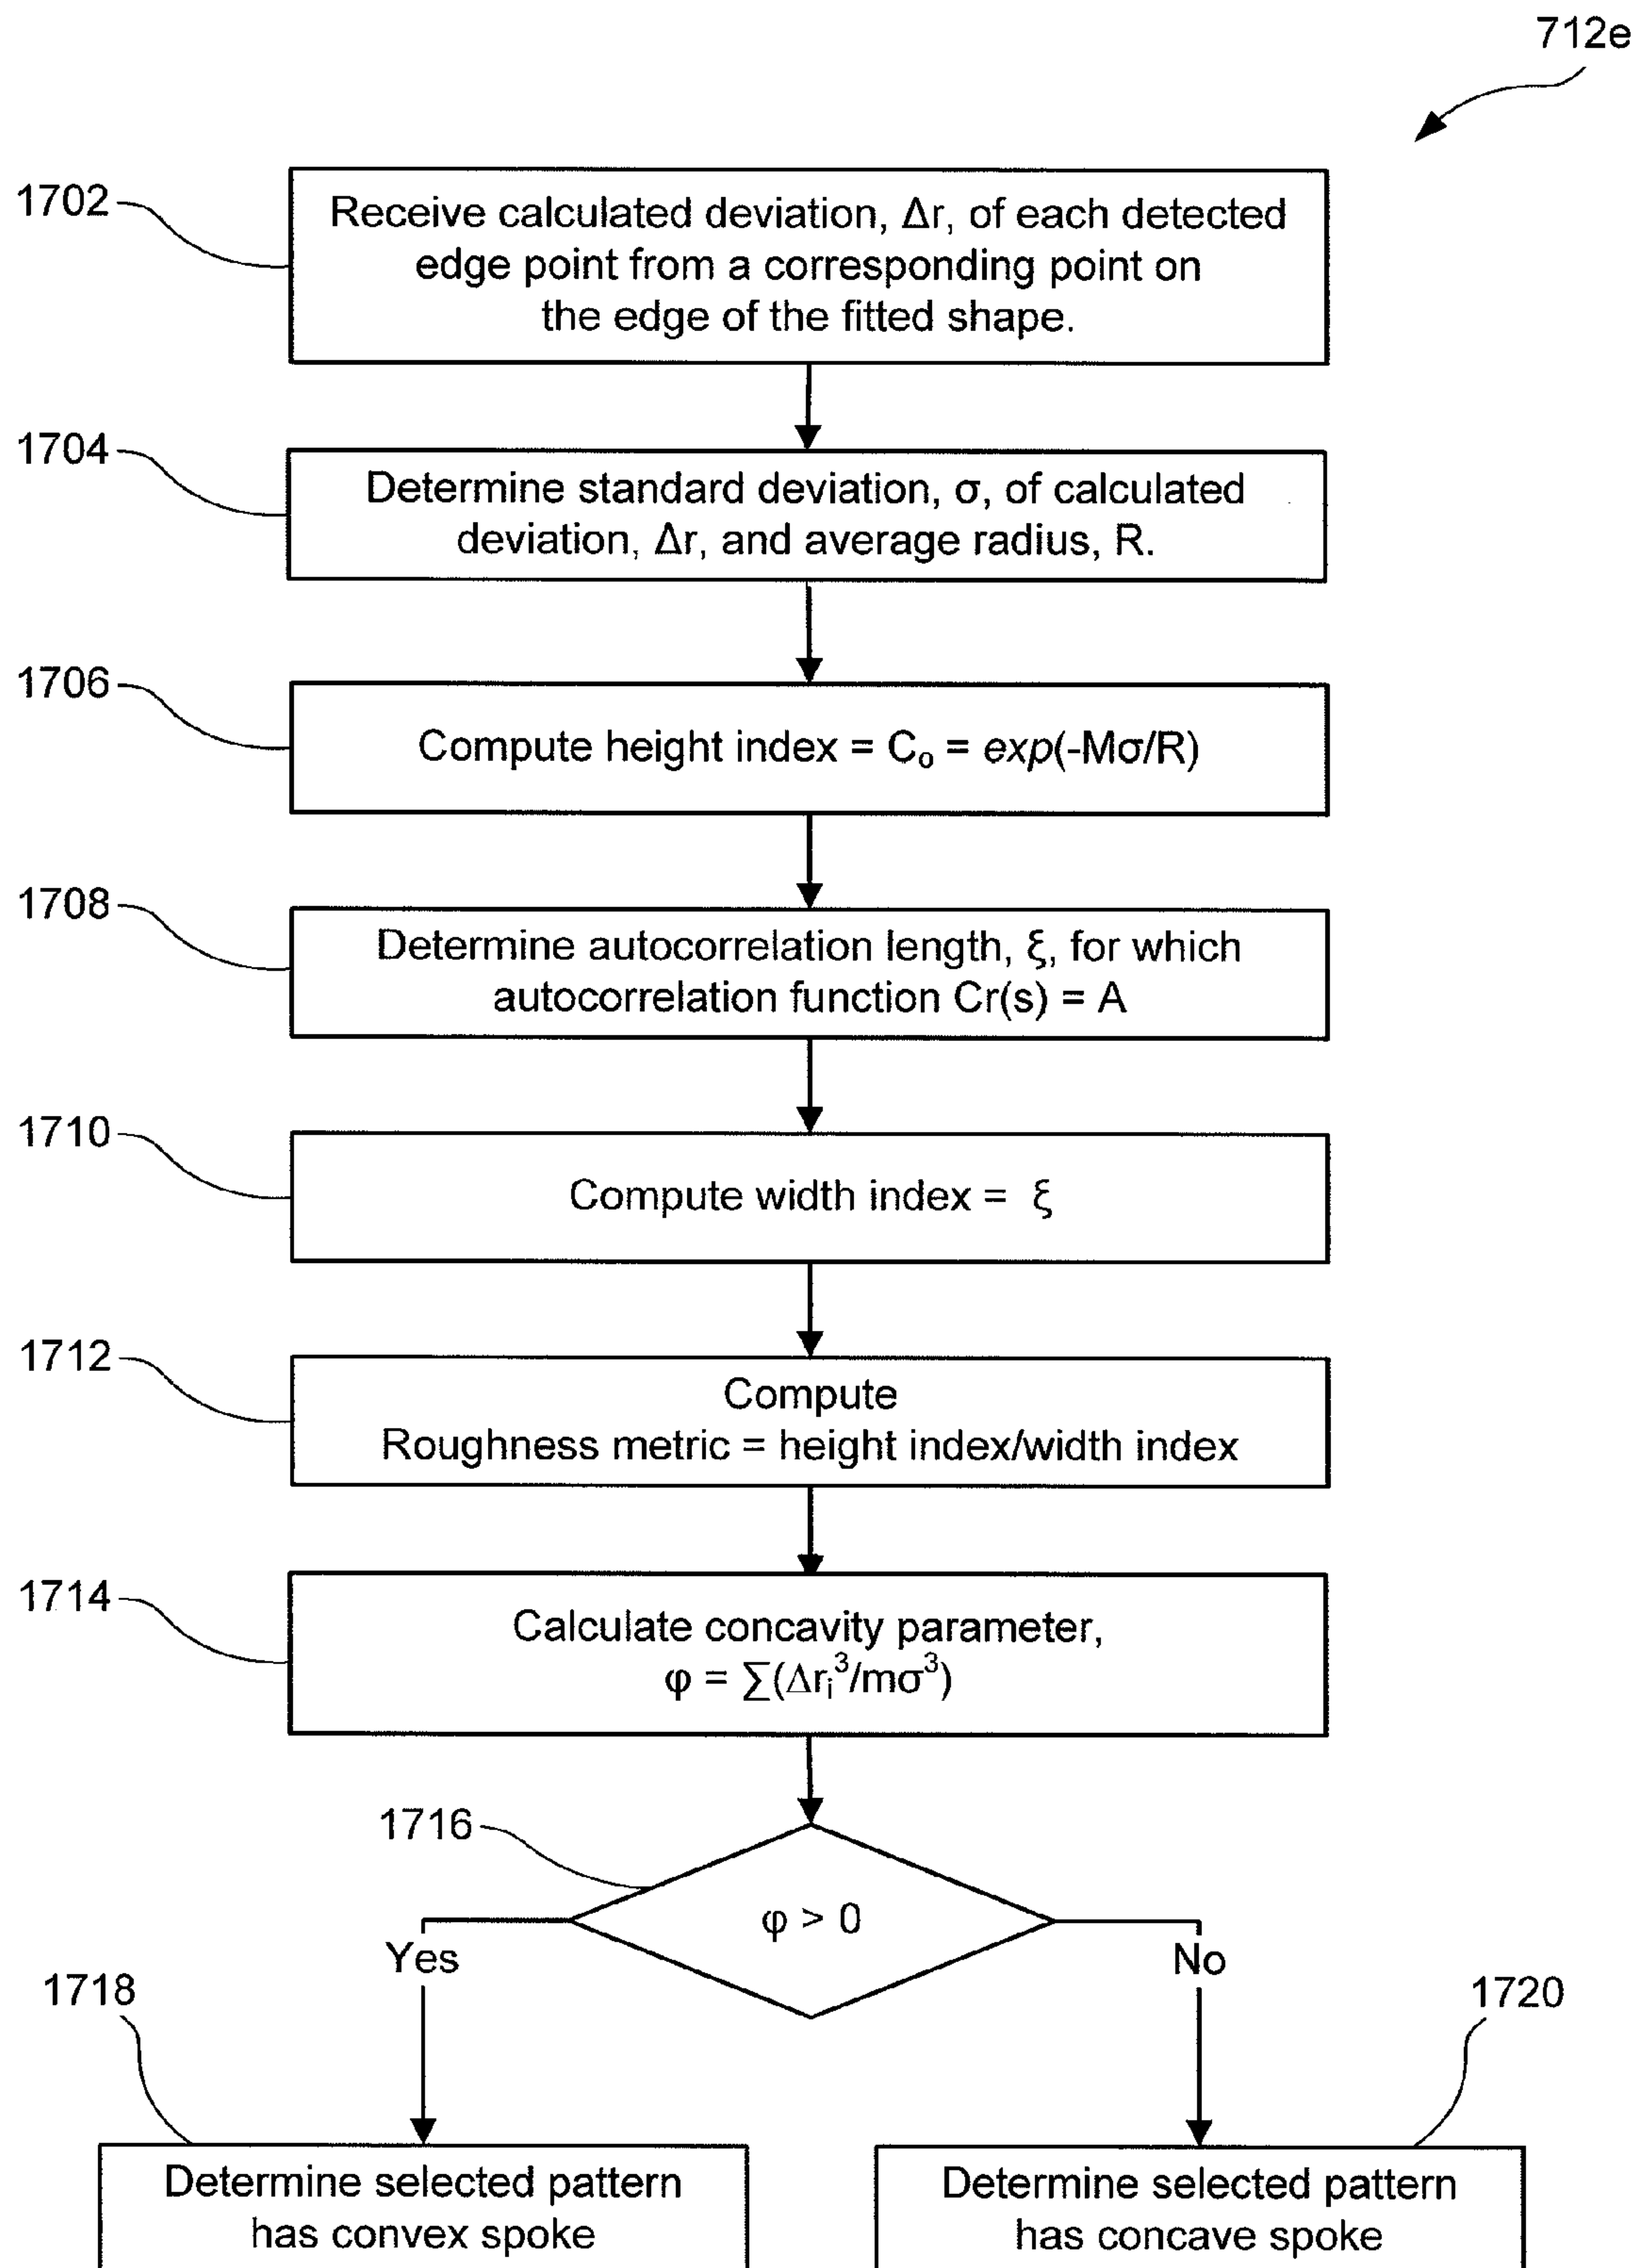 712e
1702
Receive calculated deviation, Δr, of each detected
edge point from a corresponding point on
the edge of the fitted shape.
1704
Determine standard deviation, σ, of calculated
deviation, Δr, and average radius, R.
1706
Compute height index = C₀ = exp(-Mσ/R)
1708
Determine autocorrelation length, ξ, for which
autocorrelation function Cr(s) = A
1710
Compute width index = ξ
1712
Compute
Roughness metric = height index/width index
1714
Calculate concavity parameter,
φ = ∑(Δrᵢ³/mσ³)
1716
φ > 0
Yes
No
1718
1720
Determine selected pattern
has convex spoke
Determine selected pattern
has concave spoke